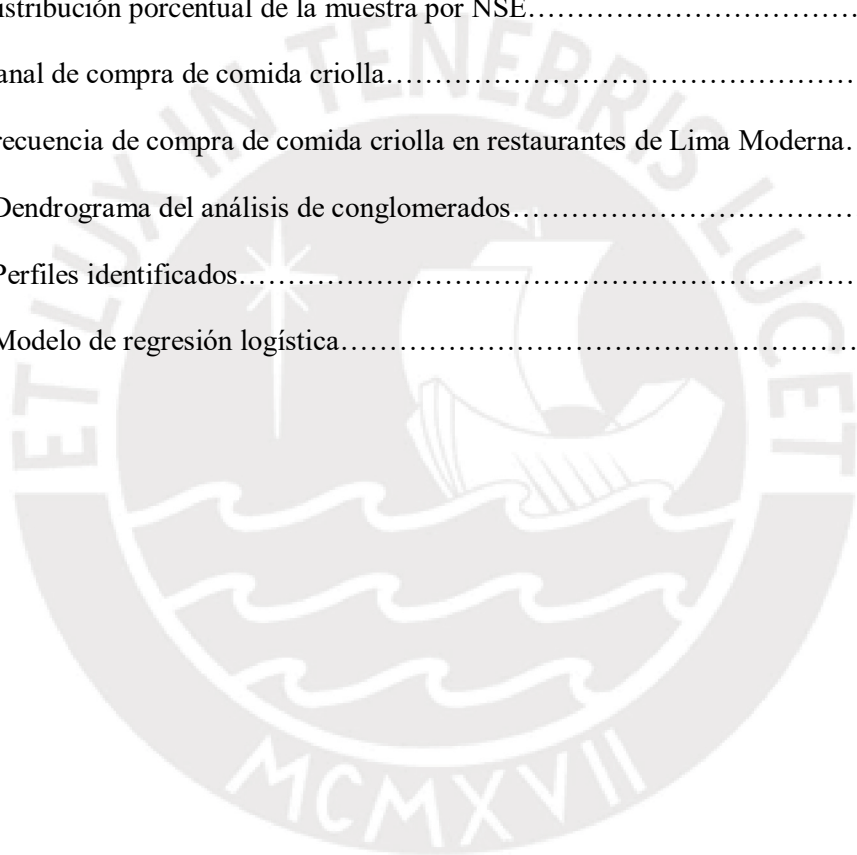 istribución porcentual de la muestra por NSE……………………………
anal de compra de comida criolla……………………………………………
recuencia de compra de comida criolla en restaurantes de Lima Moderna.
Dendrograma del análisis de conglomerados………………………………
Perfiles identificados…………………………………………………………
Modelo de regresión logística………………………………………………
ET LUX IN TENEBRIS LUCET
MCMXVII